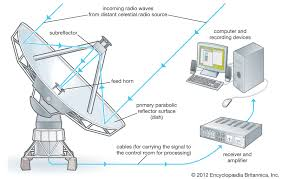 incoming radio waves
from distant celestial radio source
subreflector
computer and
recording devices
feed horn
primary parabolic
reflector surface
(dish)
cables (for carrying the signal to
the control room for processing)
receiver and
amplifier
© 2012 Encyclopædia Britannica, Inc.